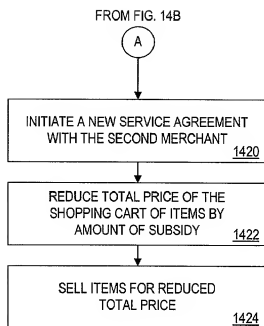 FROM FIG. 14B
A
INITIATE A NEW SERVICE AGREEMENT
WITH THE SECOND MERCHANT
1420
REDUCE TOTAL PRICE OF THE
SHOPPING CART OF ITEMS BY
AMOUNT OF SUBSIDY
1422
SELL ITEMS FOR REDUCED
TOTAL PRICE
1424